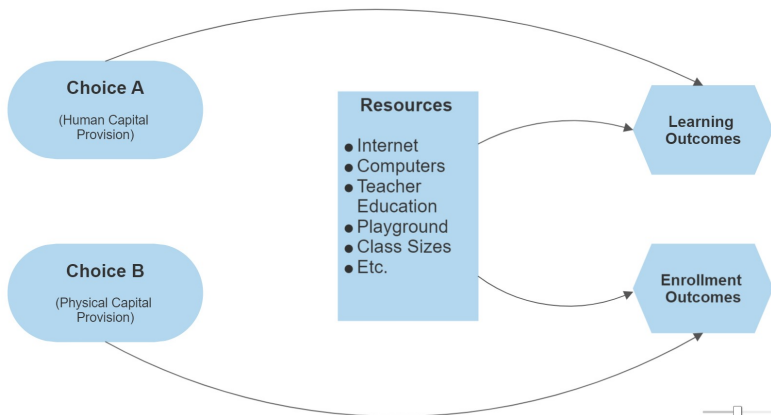 Choice A
(Human Capital
Provision)
Resources
● Internet
● Computers
● Teacher
Education
● Playground
● Class Sizes
● Etc.
Learning
Outcomes
Choice B
(Physical Capital
Provision)
Enrollment
Outcomes